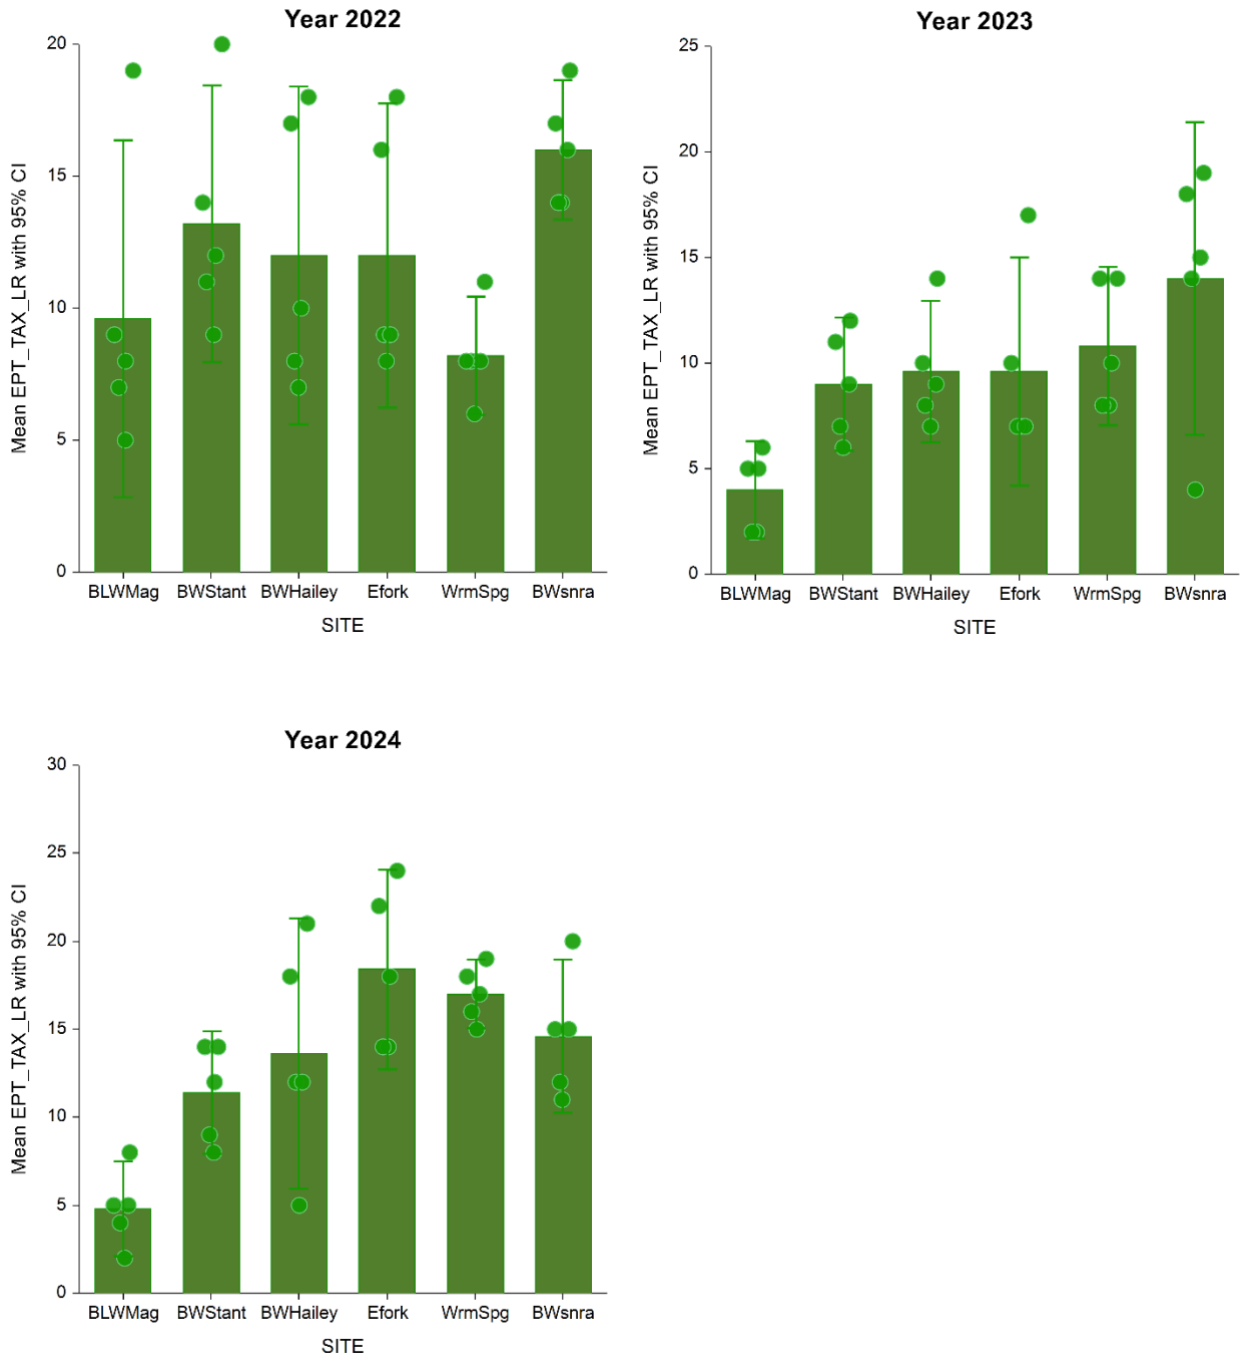 Year 2022
Mean EPT_TAX_LR with 95% CI
20
15
10
5
0
BLWMag BWStant BWHailey Efork WrmSpg BWsnra
SITE
Year 2023
Mean EPT_TAX_LR with 95% CI
25
20
15
10
5
0
BLWMag BWStant BWHailey Efork WrmSpg BWsnra
SITE
Year 2024
Mean EPT_TAX_LR with 95% CI
30
25
20
15
10
5
0
BLWMag BWStant BWHailey Efork WrmSpg BWsnra
SITE